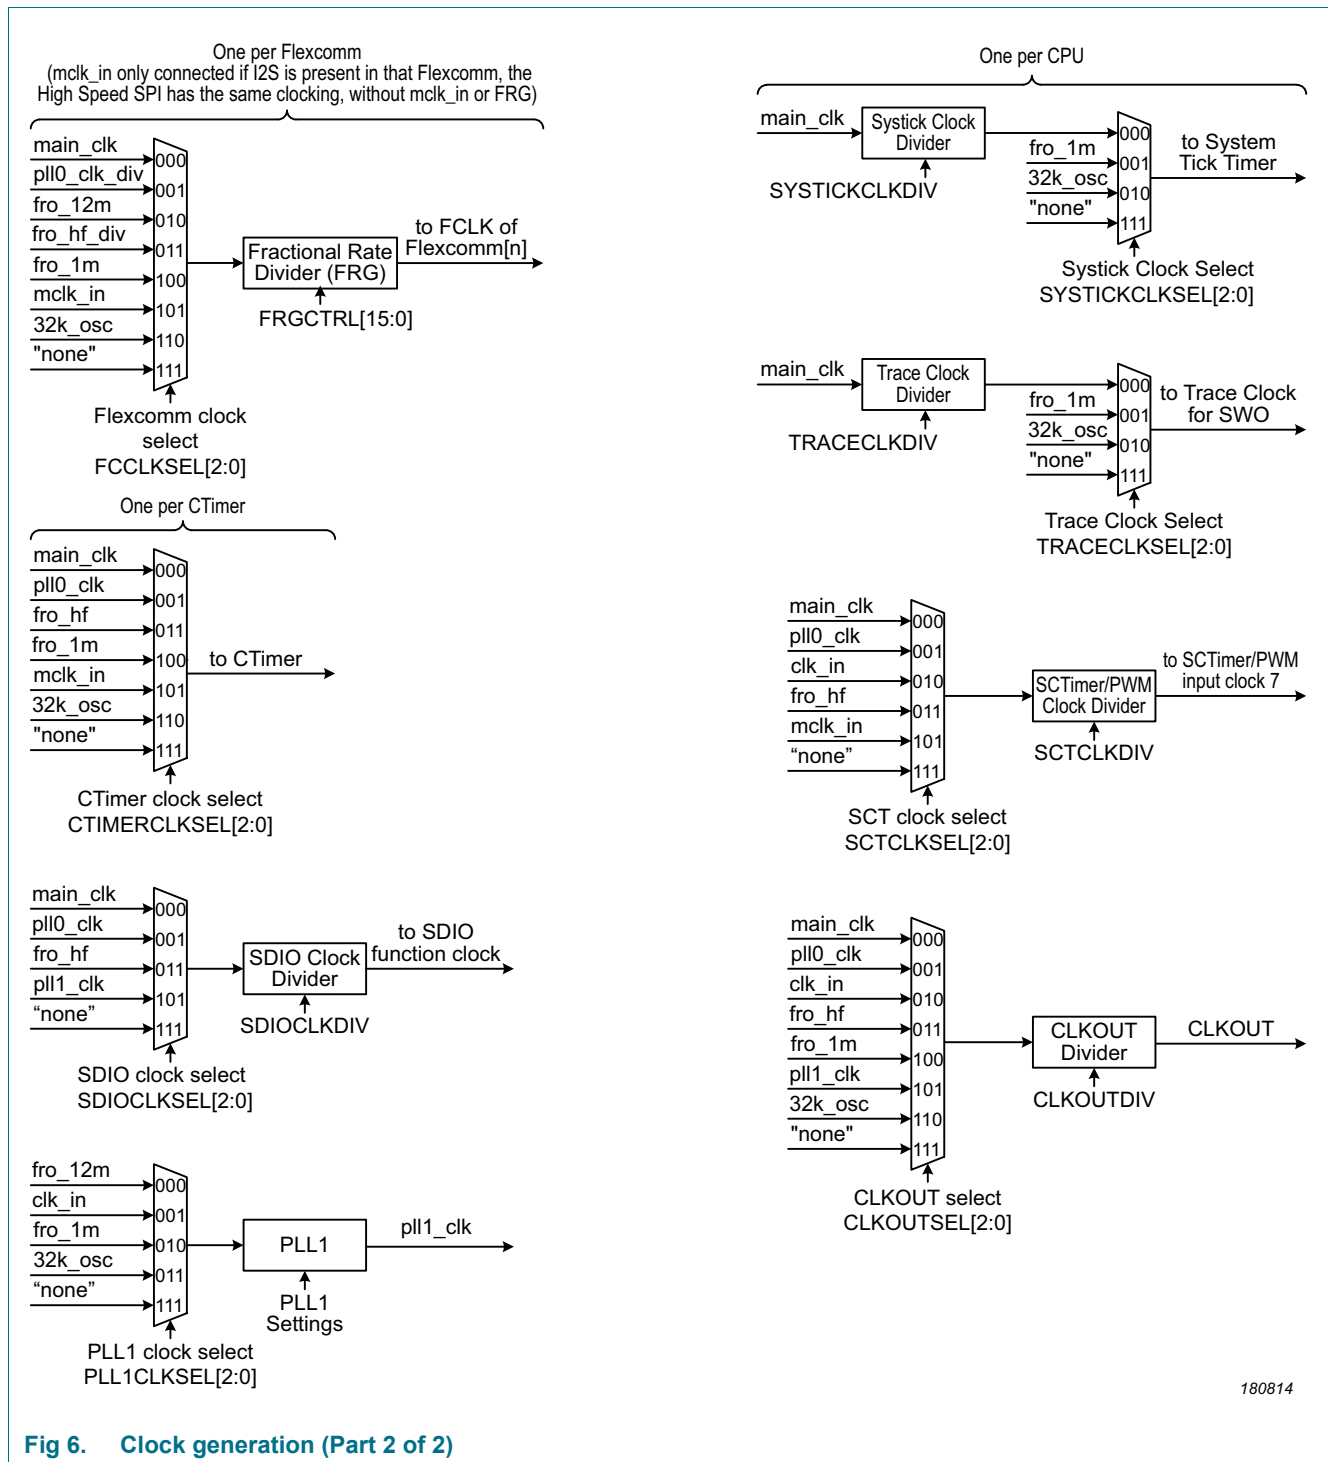 One per Flexcomm
(mclk_in only connected if I2S is present in that Flexcomm, the
High Speed SPI has the same clocking, without mclk_in or FRG)
main_clk
000
pll0_clk_div
001
fro_12m
010
fro_hf_div
011
fro_1m
100
mclk_in
101
32k_osc
110
"none"
111
Fractional Rate
Divider (FRG)
to FCLK of
Flexcomm[n]
FRGCTRL[15:0]
Flexcomm clock
select
FCCLKSEL[2:0]
One per CTimer
main_clk
000
pll0_clk
001
fro_hf
011
fro_1m
100
mclk_in
101
32k_osc
110
"none"
111
to CTimer
CTimer clock select
CTIMERCLKSEL[2:0]
main_clk
000
pll0_clk
001
fro_hf
011
pll1_clk
101
“none”
111
SDIO Clock
Divider
to SDIO
function clock
SDIOCLKDIV
SDIO clock select
SDIOCLKSEL[2:0]
fro_12m
000
clk_in
001
fro_1m
010
32k_osc
011
“none”
111
PLL1
pll1_clk
PLL1
Settings
PLL1 clock select
PLL1CLKSEL[2:0]
One per CPU
main_clk
Systick Clock
Divider
SYSTICKCLKDIV
000
fro_1m
001
32k_osc
010
"none"
111
to System
Tick Timer
Systick Clock Select
SYSTICKCLKSEL[2:0]
main_clk
Trace Clock
Divider
TRACECLKDIV
000
fro_1m
001
32k_osc
010
"none"
111
to Trace Clock
for SWO
Trace Clock Select
TRACECLKSEL[2:0]
main_clk
000
pll0_clk
001
clk_in
010
fro_hf
011
mclk_in
101
“none”
111
SCTimer/PWM
Clock Divider
to SCTimer/PWM
input clock 7
SCTCLKDIV
SCT clock select
SCTCLKSEL[2:0]
main_clk
000
pll0_clk
001
clk_in
010
fro_hf
011
fro_1m
100
pll1_clk
101
32k_osc
110
"none"
111
CLKOUT
Divider
CLKOUT
CLKOUTDIV
CLKOUT select
CLKOUTSEL[2:0]
180814
Fig 6. Clock generation (Part 2 of 2)